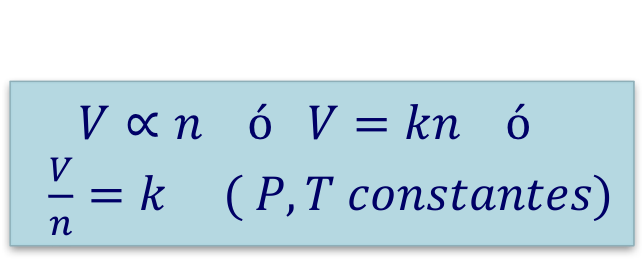 V ∝ n ó V = kn ó
V/n = k ( P, T constantes)